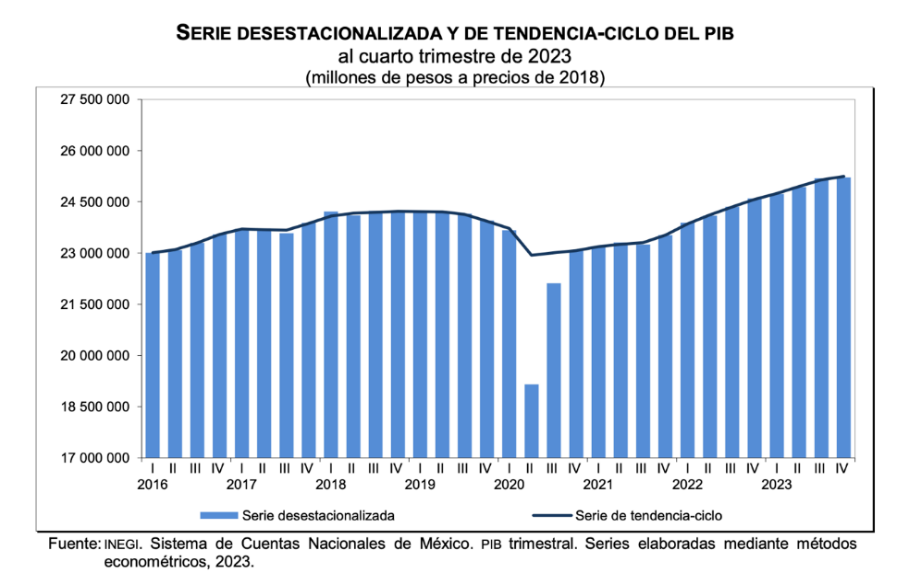 SERIE DESESTACIONALIZADA Y DE TENDENCIA-CICLO DEL PIB
al cuarto trimestre de 2023
(millones de pesos a precios de 2018)
27 500 000
26 000 000
24 500 000
23 000 000
21 500 000
20 000 000
18 500 000
17 000 000
I II III IV I II III IV I II III IV I II III IV I II III IV I II III IV I II III IV I II III IV
2016 2017 2018 2019 2020 2021 2022 2023
Serie desestacionalizada Serie de tendencia-ciclo
Fuente: INEGI. Sistema de Cuentas Nacionales de México. PIB trimestral. Series elaboradas mediante métodos
econométricos, 2023.